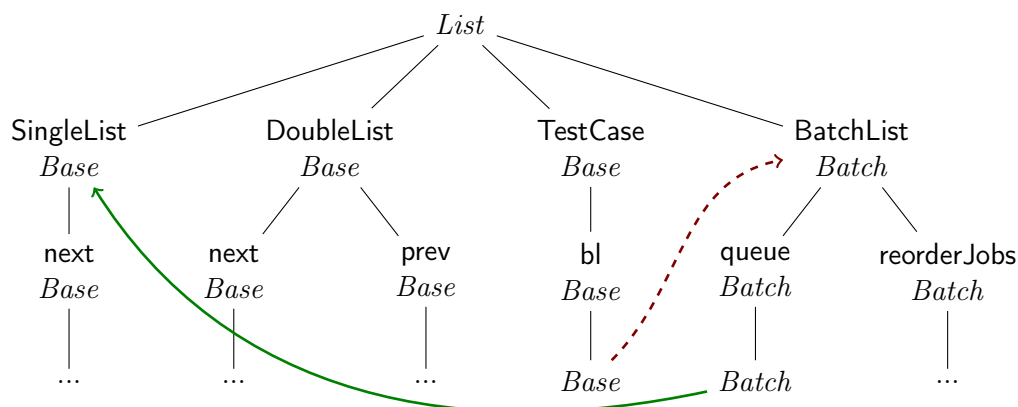 List
SingleList DoubleList TestCase BatchList
Base Base Base Batch
next next prev bl queue reorderJobs
Base Base Base Base Batch Batch
... ... ... Base Batch ...